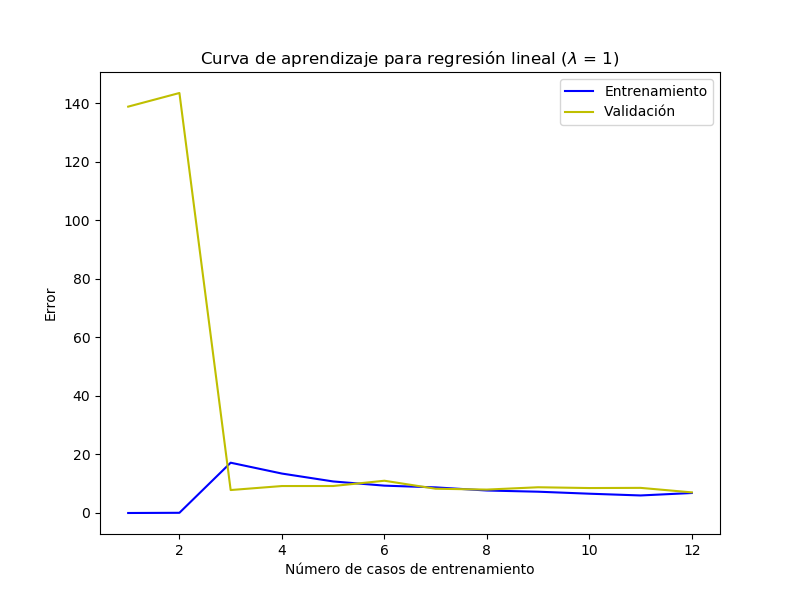 Curva de aprendizaje para regresión lineal (λ = 1)
Entrenamiento
Validación
140
120
100
80
60
40
20
0
Error
2 4 6 8 10 12
Número de casos de entrenamiento